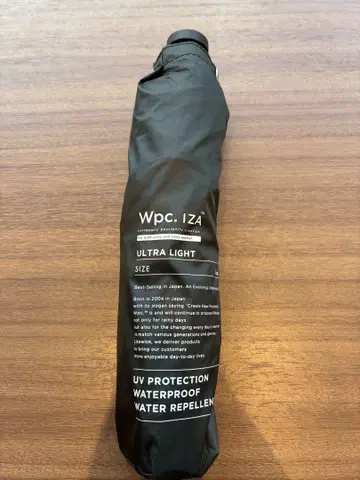 Wpc. IZA™
ULTRA LIGHT
SIZE
Best-Selling in Japan. An Evolving
Born in 2004 in Japan
with its slogan saying "Create New
Wpc.™ is and will continue to propose
not only for rainy days
but also for the changing every day's
to match various generations and
Likewise, we deliver products
to bring our customers
more enjoyable day-to-day lives.
UV PROTECTION
WATERPROOF
WATER REPELLENT